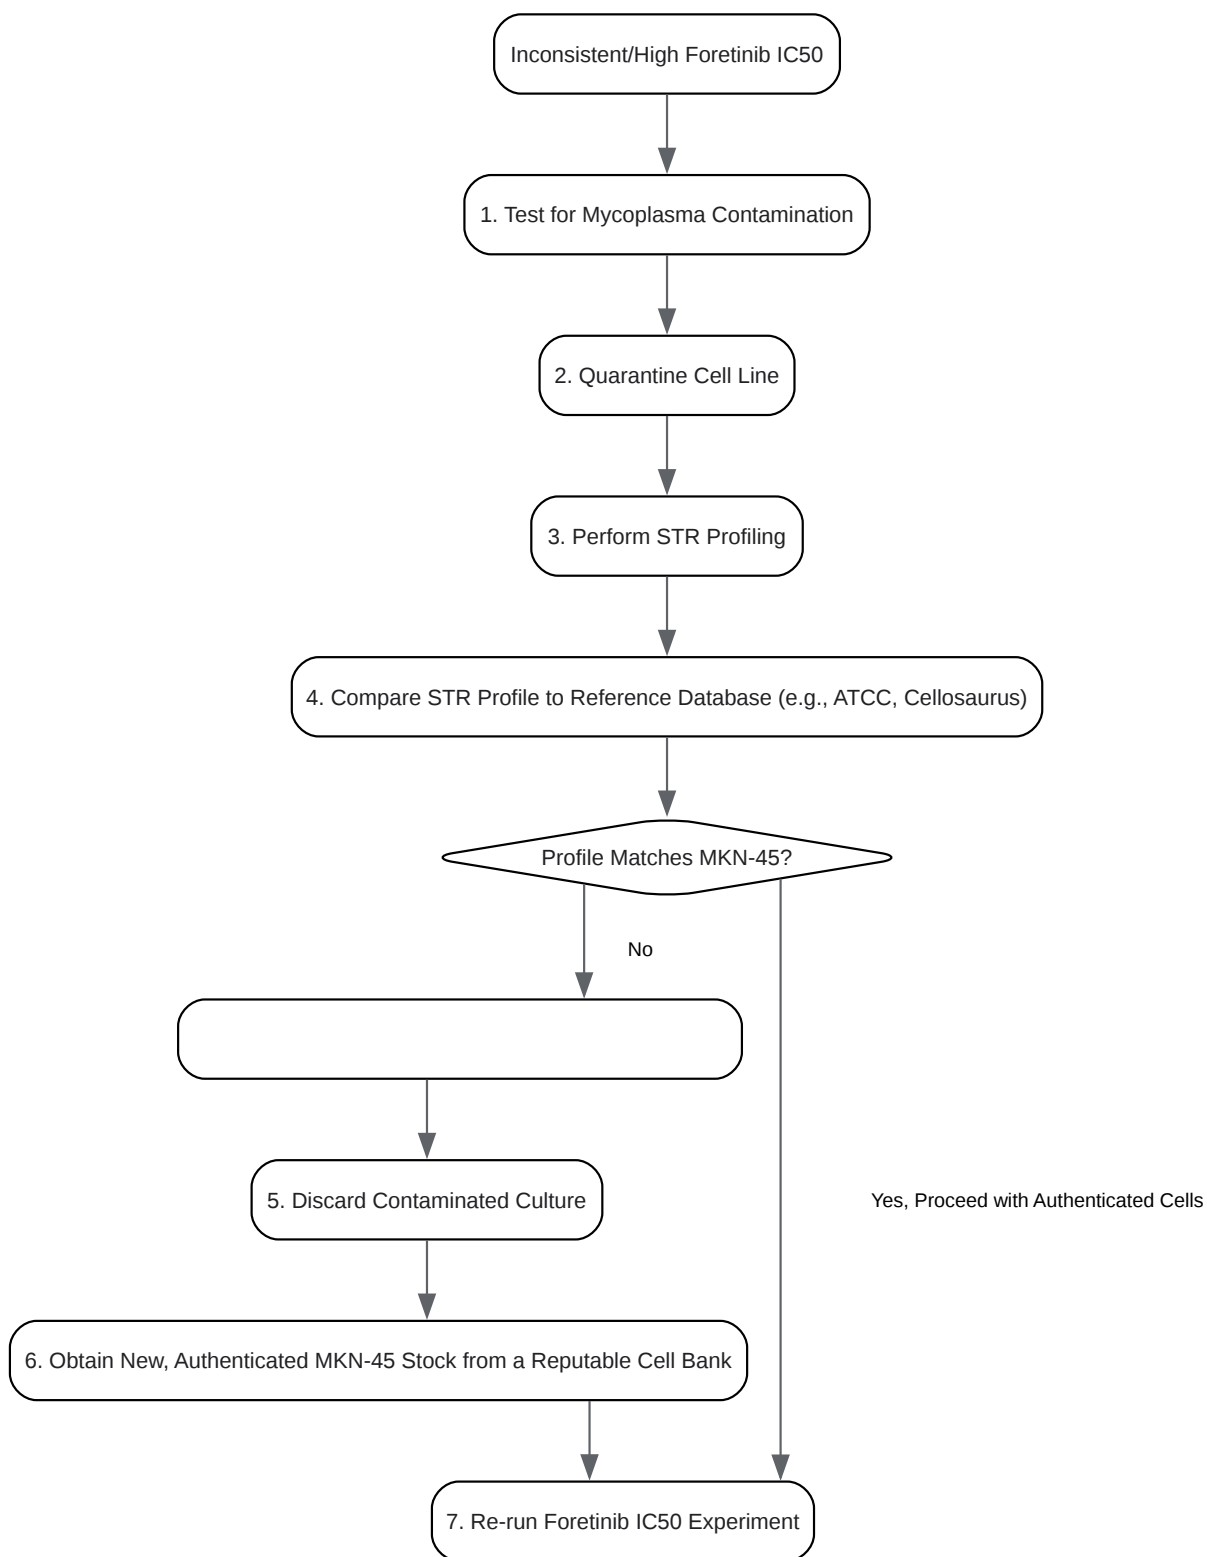 Inconsistent/High Foretinib IC50
1. Test for Mycoplasma Contamination
2. Quarantine Cell Line
3. Perform STR Profiling
4. Compare STR Profile to Reference Database (e.g., ATCC, Cellosaurus)
Profile Matches MKN-45?
No
5. Discard Contaminated Culture
Yes, Proceed with Authenticated Cells
6. Obtain New, Authenticated MKN-45 Stock from a Reputable Cell Bank
7. Re-run Foretinib IC50 Experiment